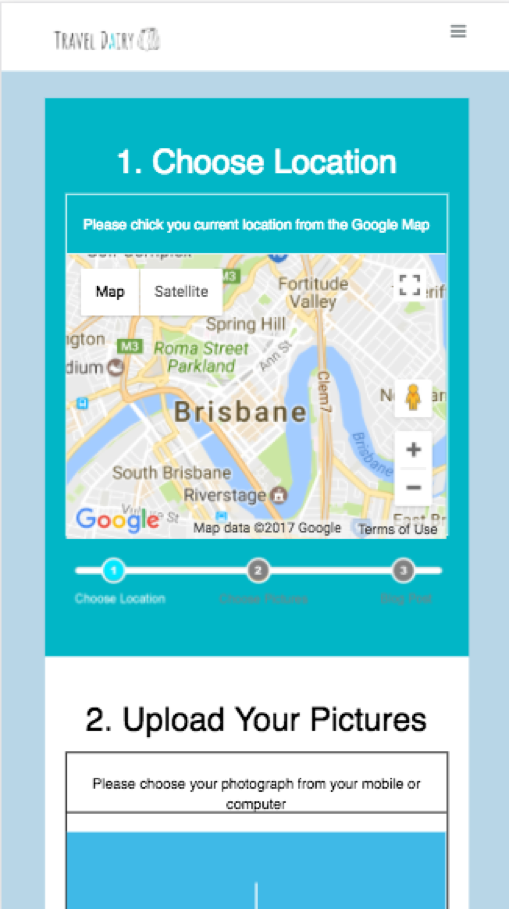 TRAVEL DAIRY
1. Choose Location
Please chick you current location from the Google Map
Map
Satellite
M3
Fortitude
Valley
Spring Hill
M3
Roma Street
Parkland
Ann St
Clem7
Brisbane
Brisbane
South Brisbane
Riverstage
Google
St
Map data ©2017 Google
Terms of Use
1
2
3
Choose Location
Choose Pictures
Blog Post
2. Upload Your Pictures
Please choose your photograph from your mobile or
computer